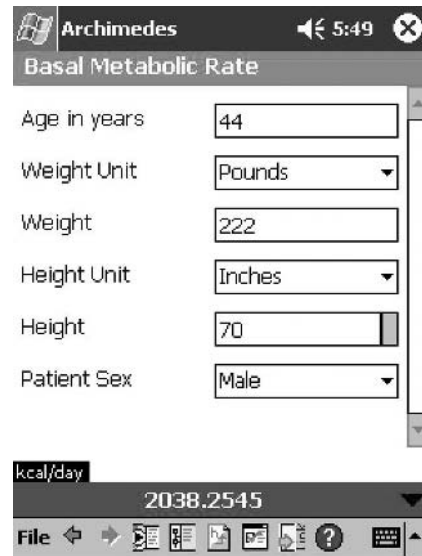 Archimedes 5:49
Basal Metabolic Rate
Age in years 44
Weight Unit Pounds
Weight 222
Height Unit Inches
Height 70
Patient Sex Male
kcal/day
2038.2545
File ?